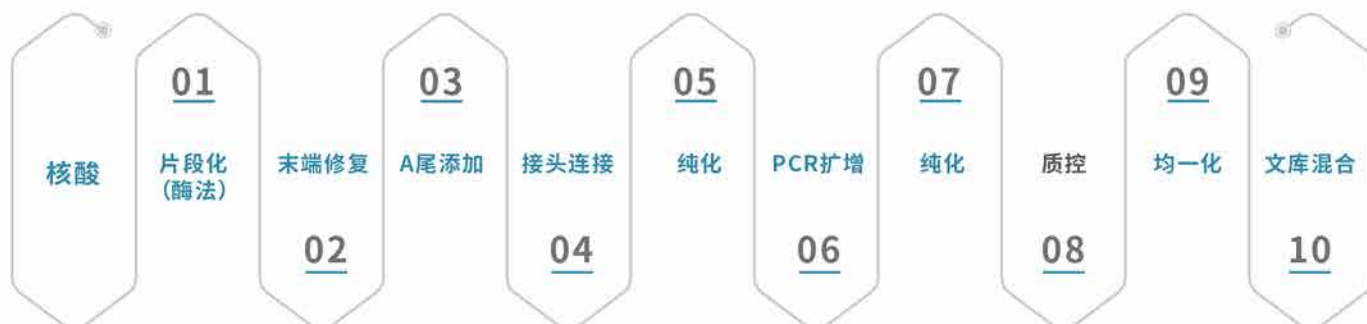 核酸
01
片段化
（酶法）
末端修复
02
03
A尾添加
接头连接
04
05
纯化
PCR扩增
06
07
纯化
质控
08
09
均一化
文库混合
10